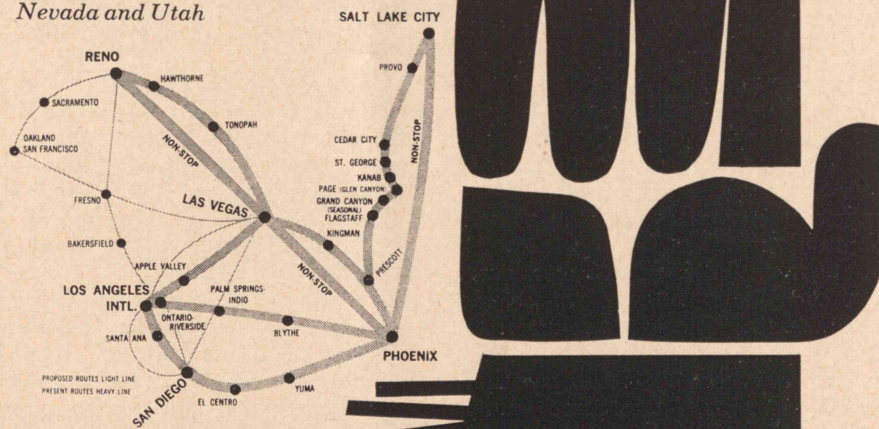 Nevada and Utah
SALT LAKE CITY
RENO
HAWTHORNE
PROVO
SACRAMENTO
TONOPAH
OAKLAND
SAN FRANCISCO
NON-STOP
NON-STOP
CEDAR CITY
ST. GEORGE
KANAB
PAGE (GLEN CANYON)
GRAND CANYON
(SEASONAL)
FLAGSTAFF
FRESNO
LAS VEGAS
KINGMAN
BAKERSFIELD
PRESCOTT
APPLE VALLEY
NON-STOP
LOS ANGELES
INTL.
PALM SPRINGS-
INDIO
ONTARIO-
RIVERSIDE
SANTA ANA
BLYTHE
PHOENIX
PROPOSED ROUTES LIGHT LINE
PRESENT ROUTES HEAVY LINE
SAN DIEGO
EL CENTRO
YUMA